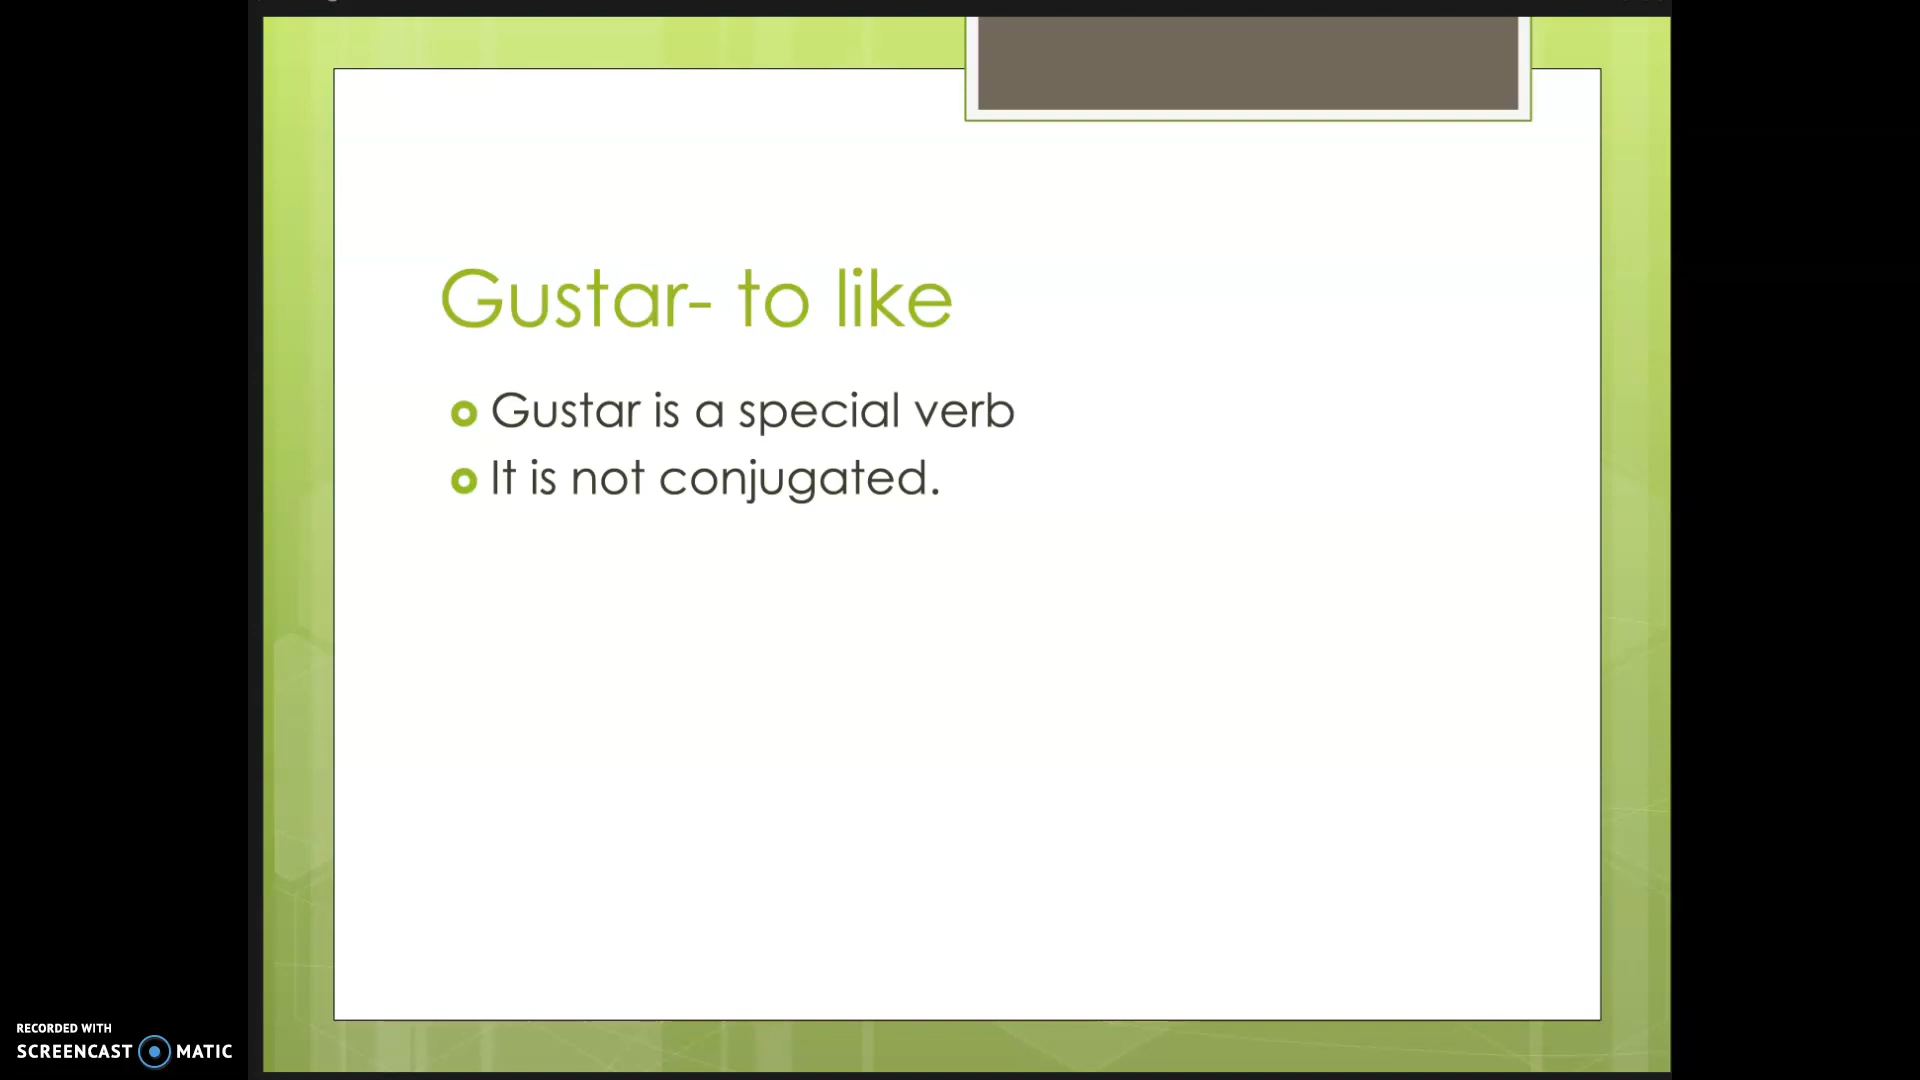 Gustar- to like
Gustar is a special verb
It is not conjugated.
RECORDED WITH
SCREENCAST MATIC